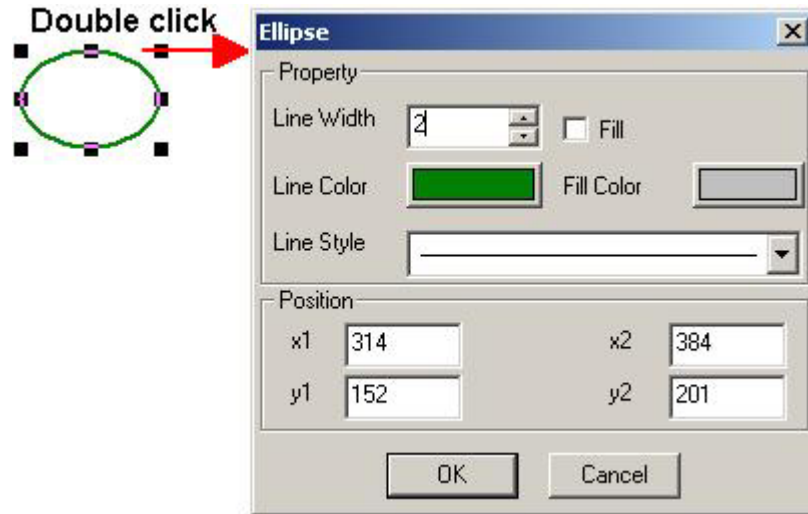 Double click
Ellipse
Property
Line Width 2 Fill
Line Color Fill Color
Line Style
Position
x1 314 x2 384
y1 152 y2 201
OK Cancel